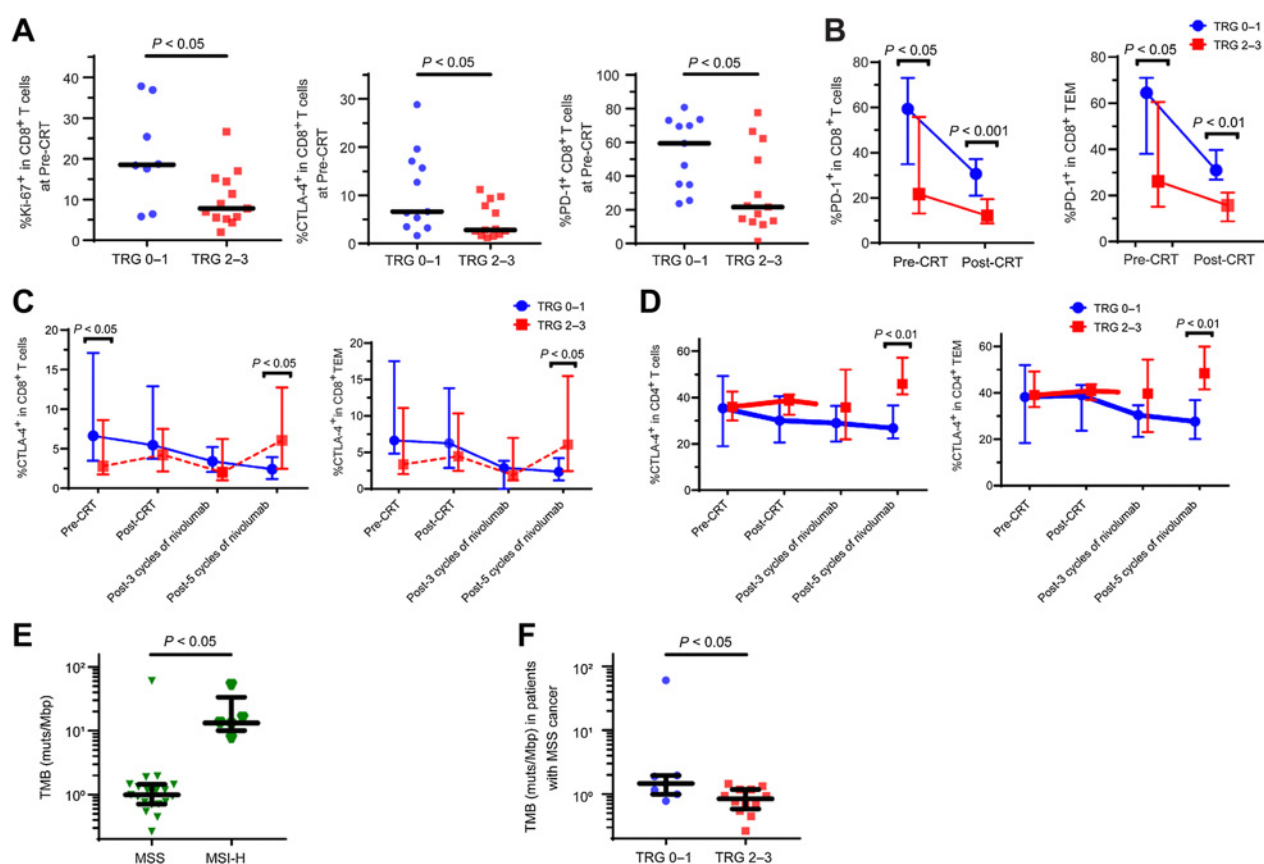 A
P < 0.05
%Ki-67⁺ in CD8⁺ T cells
at Pre-CRT
50
40
30
20
10
0
TRG 0–1
TRG 2–3
P < 0.05
%CTLA-4⁺ in CD8⁺ T cells
at Pre-CRT
30
20
10
0
TRG 0–1
TRG 2–3
P < 0.05
%PD-1⁺ CD8⁺ T cells
at Pre-CRT
100
80
60
40
20
0
TRG 0–1
TRG 2–3
B
TRG 0–1
TRG 2–3
P < 0.05
P < 0.001
%PD-1⁺ in CD8⁺ T cells
80
60
40
20
0
Pre-CRT
Post-CRT
P < 0.05
P < 0.01
%PD-1⁺ in CD8⁺ TEM
80
60
40
20
0
Pre-CRT
Post-CRT
C
TRG 0–1
TRG 2–3
P < 0.05
P < 0.05
%CTLA-4⁺ in CD8⁺ T cells
20
15
10
5
0
Pre-CRT
Post-CRT
Post-3 cycles of nivolumab
Post-5 cycles of nivolumab
P < 0.05
%CTLA-4⁺ in CD8⁺ TEM
20
15
10
5
0
Pre-CRT
Post-CRT
Post-3 cycles of nivolumab
Post-5 cycles of nivolumab
D
TRG 0–1
TRG 2–3
P < 0.01
%CTLA-4⁺ in CD4⁺ T cells
60
40
20
0
Pre-CRT
Post-CRT
Post-3 cycles of nivolumab
Post-5 cycles of nivolumab
P < 0.01
%CTLA-4⁺ in CD4⁺ TEM
60
40
20
0
Pre-CRT
Post-CRT
Post-3 cycles of nivolumab
Post-5 cycles of nivolumab
E
P < 0.05
TMB (muts/Mbp)
10²
10¹
10⁰
MSS
MSI-H
F
P < 0.05
TMB (muts/Mbp) in patients
with MSS cancer
10²
10¹
10⁰
TRG 0–1
TRG 2–3